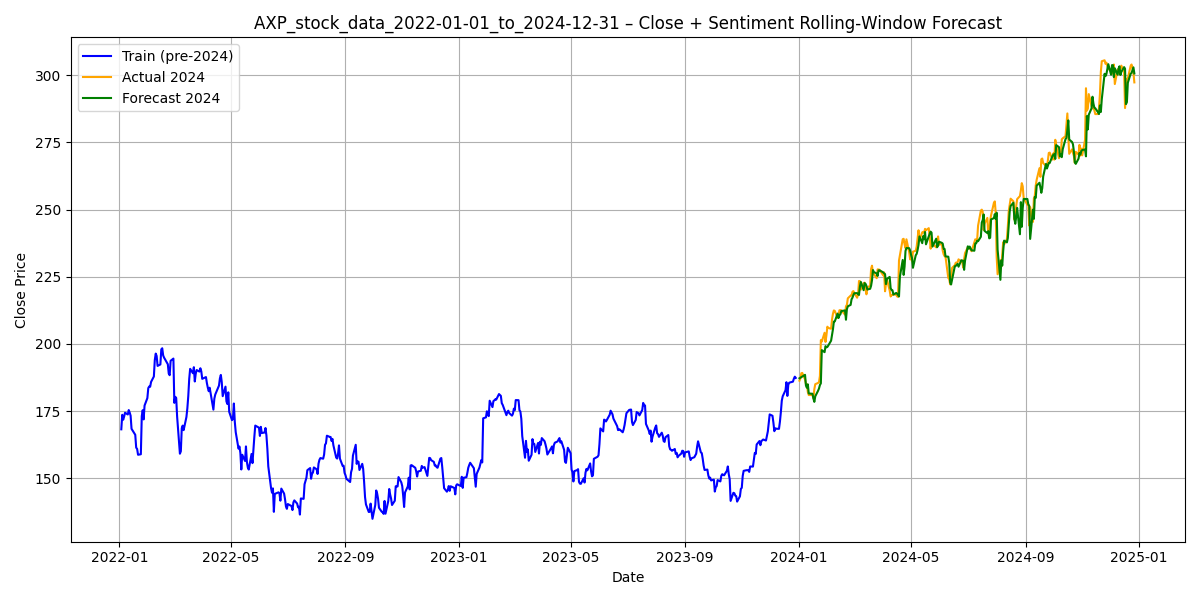 AXP_stock_data_2022-01-01_to_2024-12-31 – Close + Sentiment Rolling-Window Forecast
Train (pre-2024)
Actual 2024
Forecast 2024
Close Price
300
275
250
225
200
175
150
2022-01
2022-05
2022-09
2023-01
2023-05
2023-09
2024-01
2024-05
2024-09
2025-01
Date